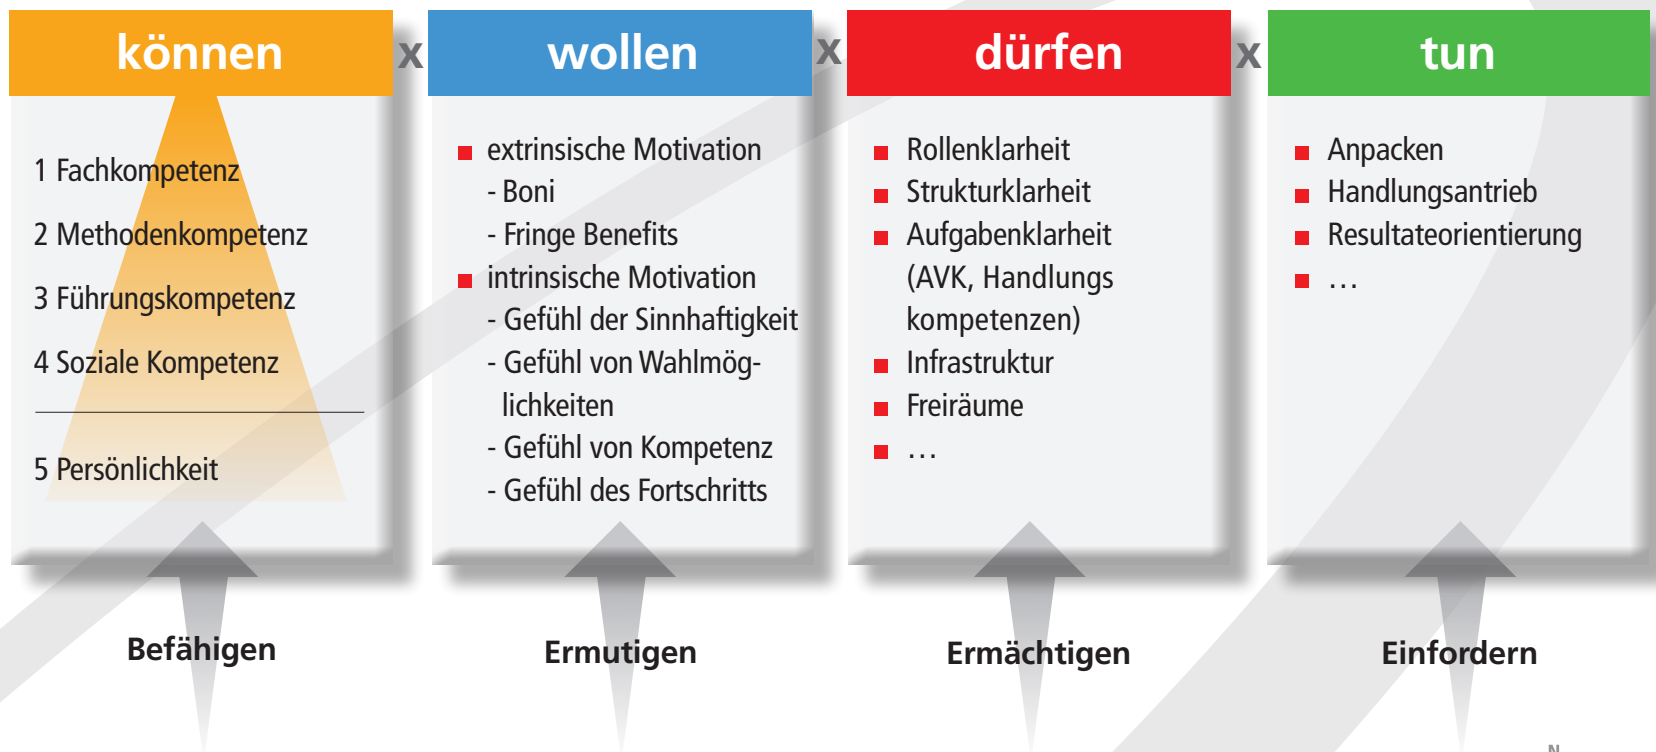 können x wollen x dürfen x tun
1 Fachkompetenz
2 Methodenkompetenz
3 Führungskompetenz
4 Soziale Kompetenz
5 Persönlichkeit
extrinsische Motivation
- Boni
- Fringe Benefits
intrinsische Motivation
- Gefühl der Sinnhaftigkeit
- Gefühl von Wahlmög-
lichkeiten
- Gefühl von Kompetenz
- Gefühl des Fortschritts
Rollenklarheit
Strukturklarheit
Aufgabenklarheit
(AVK, Handlungs
kompetenzen)
Infrastruktur
Freiräume
…
Anpacken
Handlungsantrieb
Resultateorientierung
…
Befähigen
Ermutigen
Ermächtigen
Einfordern